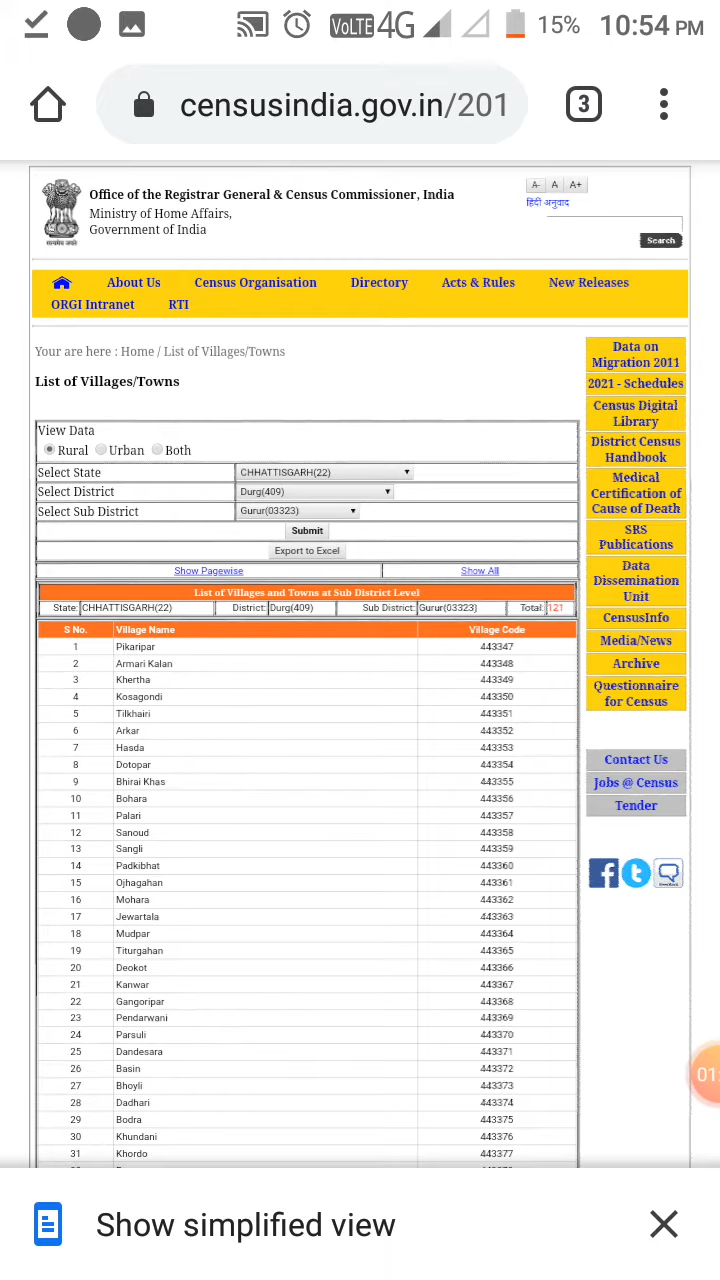 VoLTE 4G 15% 10:54 PM
censusindia.gov.in/201 3
Office of the Registrar General & Census Commissioner, India
Ministry of Home Affairs,
Government of India
सत्यमेव जयते
A- A A+
हिंदी अनुवाद
Search
About Us Census Organisation Directory Acts & Rules New Releases
ORGI Intranet RTI
Your are here : Home / List of Villages/Towns
List of Villages/Towns
View Data
Rural Urban Both
Select State CHHATTISGARH(22)
Select District Durg(409)
Select Sub District Gurur(03323)
Submit
Export to Excel
Show Pagewise Show All
List of Villages and Towns at Sub District Level
State: CHHATTISGARH(22) District: Durg(409) Sub District: Gurur(03323) Total: 121
S No. Village Name Village Code
1 Pikaripar 443347
2 Armari Kalan 443348
3 Khertha 443349
4 Kosagondi 443350
5 Tilkhairi 443351
6 Arkar 443352
7 Hasda 443353
8 Dotopar 443354
9 Bhirai Khas 443355
10 Bohara 443356
11 Palari 443357
12 Sanoud 443358
13 Sangli 443359
14 Padkibhat 443360
15 Ojhagahan 443361
16 Mohara 443362
17 Jewartala 443363
18 Mudpar 443364
19 Titurgahan 443365
20 Deokot 443366
21 Kanwar 443367
22 Gangoripar 443368
23 Pendarwani 443369
24 Parsuli 443370
25 Dandesara 443371
26 Basin 443372
27 Bhoyli 443373
28 Dadhari 443374
29 Bodra 443375
30 Khundani 443376
31 Khordo 443377
Data on
Migration 2011
2021 - Schedules
Census Digital
Library
District Census
Handbook
Medical
Certification of
Cause of Death
SRS
Publications
Data
Dissemination
Unit
CensusInfo
Media/News
Archive
Questionnaire
for Census
Contact Us
Jobs @ Census
Tender
01:
Show simplified view